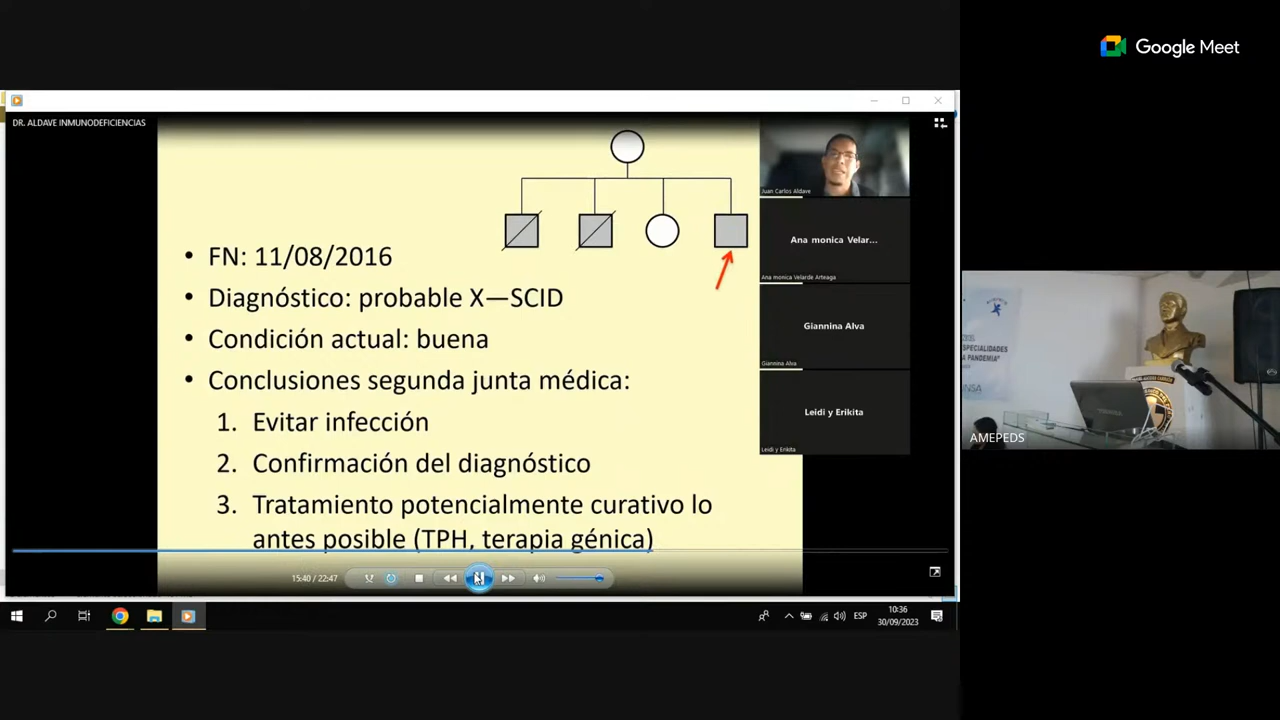 Google Meet
DR. ALDAVE INMUNODEFICIENCIAS
• FN: 11/08/2016
• Diagnóstico: probable X—SCID
• Condición actual: buena
• Conclusiones segunda junta médica:
1. Evitar infección
2. Confirmación del diagnóstico
3. Tratamiento potencialmente curativo lo
antes posible (TPH, terapia génica)
Juan Carlos Aldave
Ana monica Velar...
Ana monica Velarde Arteaga
Giannina Alva
Giannina Alva
Leidi y Erikita
Leidi y Erikita
15:40 / 22:47
ESP
10:36
30/09/2023
ESPECIALIDADES
PANDEMIA"
AMEPEDS